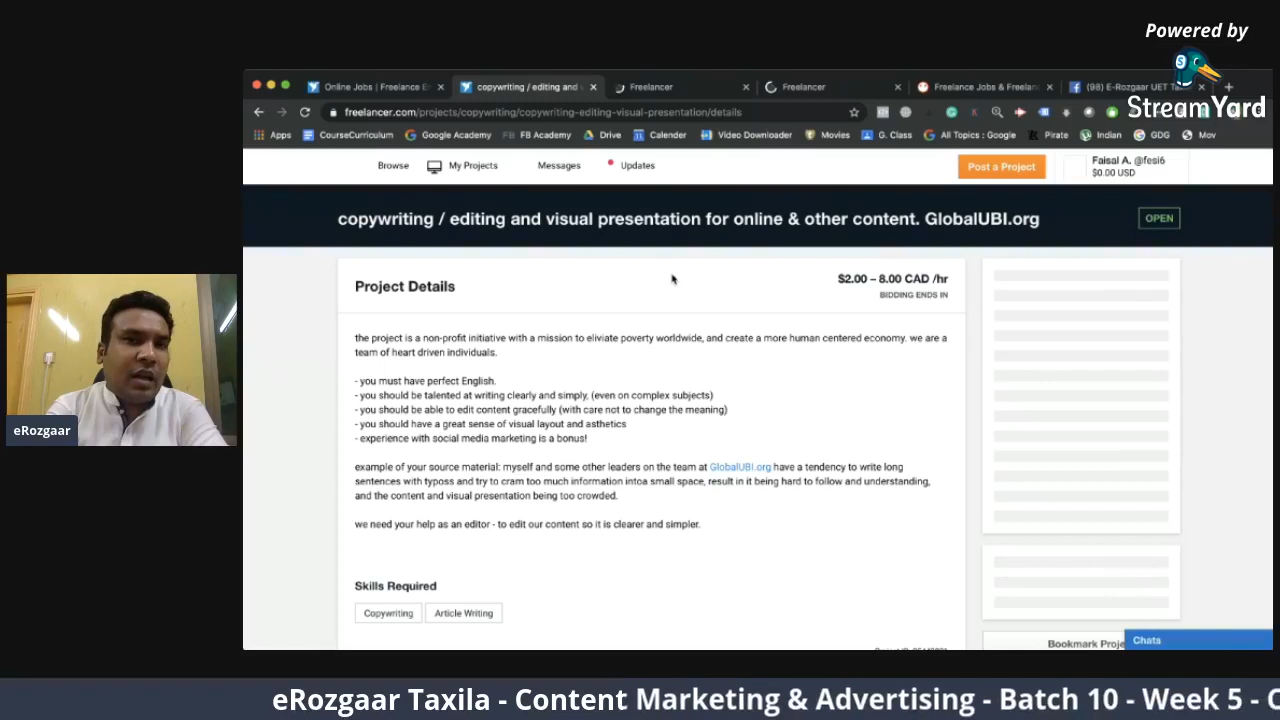 Powered by
StreamYard
Online Jobs | Freelance E
copywriting / editing and
Freelancer
Freelancer
Freelance Jobs & Freelan
(98) E-Rozgaar UET
freelancer.com/projects/copywriting/copywriting-editing-visual-presentation/details
Apps
CourseCurriculum
Google Academy
FB FB Academy
Drive
Calender
Video Downloader
Movies
G. Class
All Topics : Google
Pirate
Indian
GDG
Mov
Browse
My Projects
Messages
Updates
Post a Project
Faisal A. @fesi6
$0.00 USD
copywriting / editing and visual presentation for online & other content. GlobalUBI.org
OPEN
Project Details
$2.00 – 8.00 CAD /hr
BIDDING ENDS IN
the project is a non-profit initiative with a mission to eliviate poverty worldwide, and create a more human centered economy. we are a
team of heart driven individuals.
- you must have perfect English.
- you should be talented at writing clearly and simply, (even on complex subjects)
- you should be able to edit content gracefully (with care not to change the meaning)
- you should have a great sense of visual layout and asthetics
- experience with social media marketing is a bonus!
example of your source material: myself and some other leaders on the team at GlobalUBI.org have a tendency to write long
sentences with typoss and try to cram too much information intoa small space, result in it being hard to follow and understanding,
and the content and visual presentation being too crowded.
we need your help as an editor - to edit our content so it is clearer and simpler.
Skills Required
Copywriting
Article Writing
Bookmark Proje
Chats
eRozgaar
eRozgaar Taxila - Content Marketing & Advertising - Batch 10 - Week 5 - C